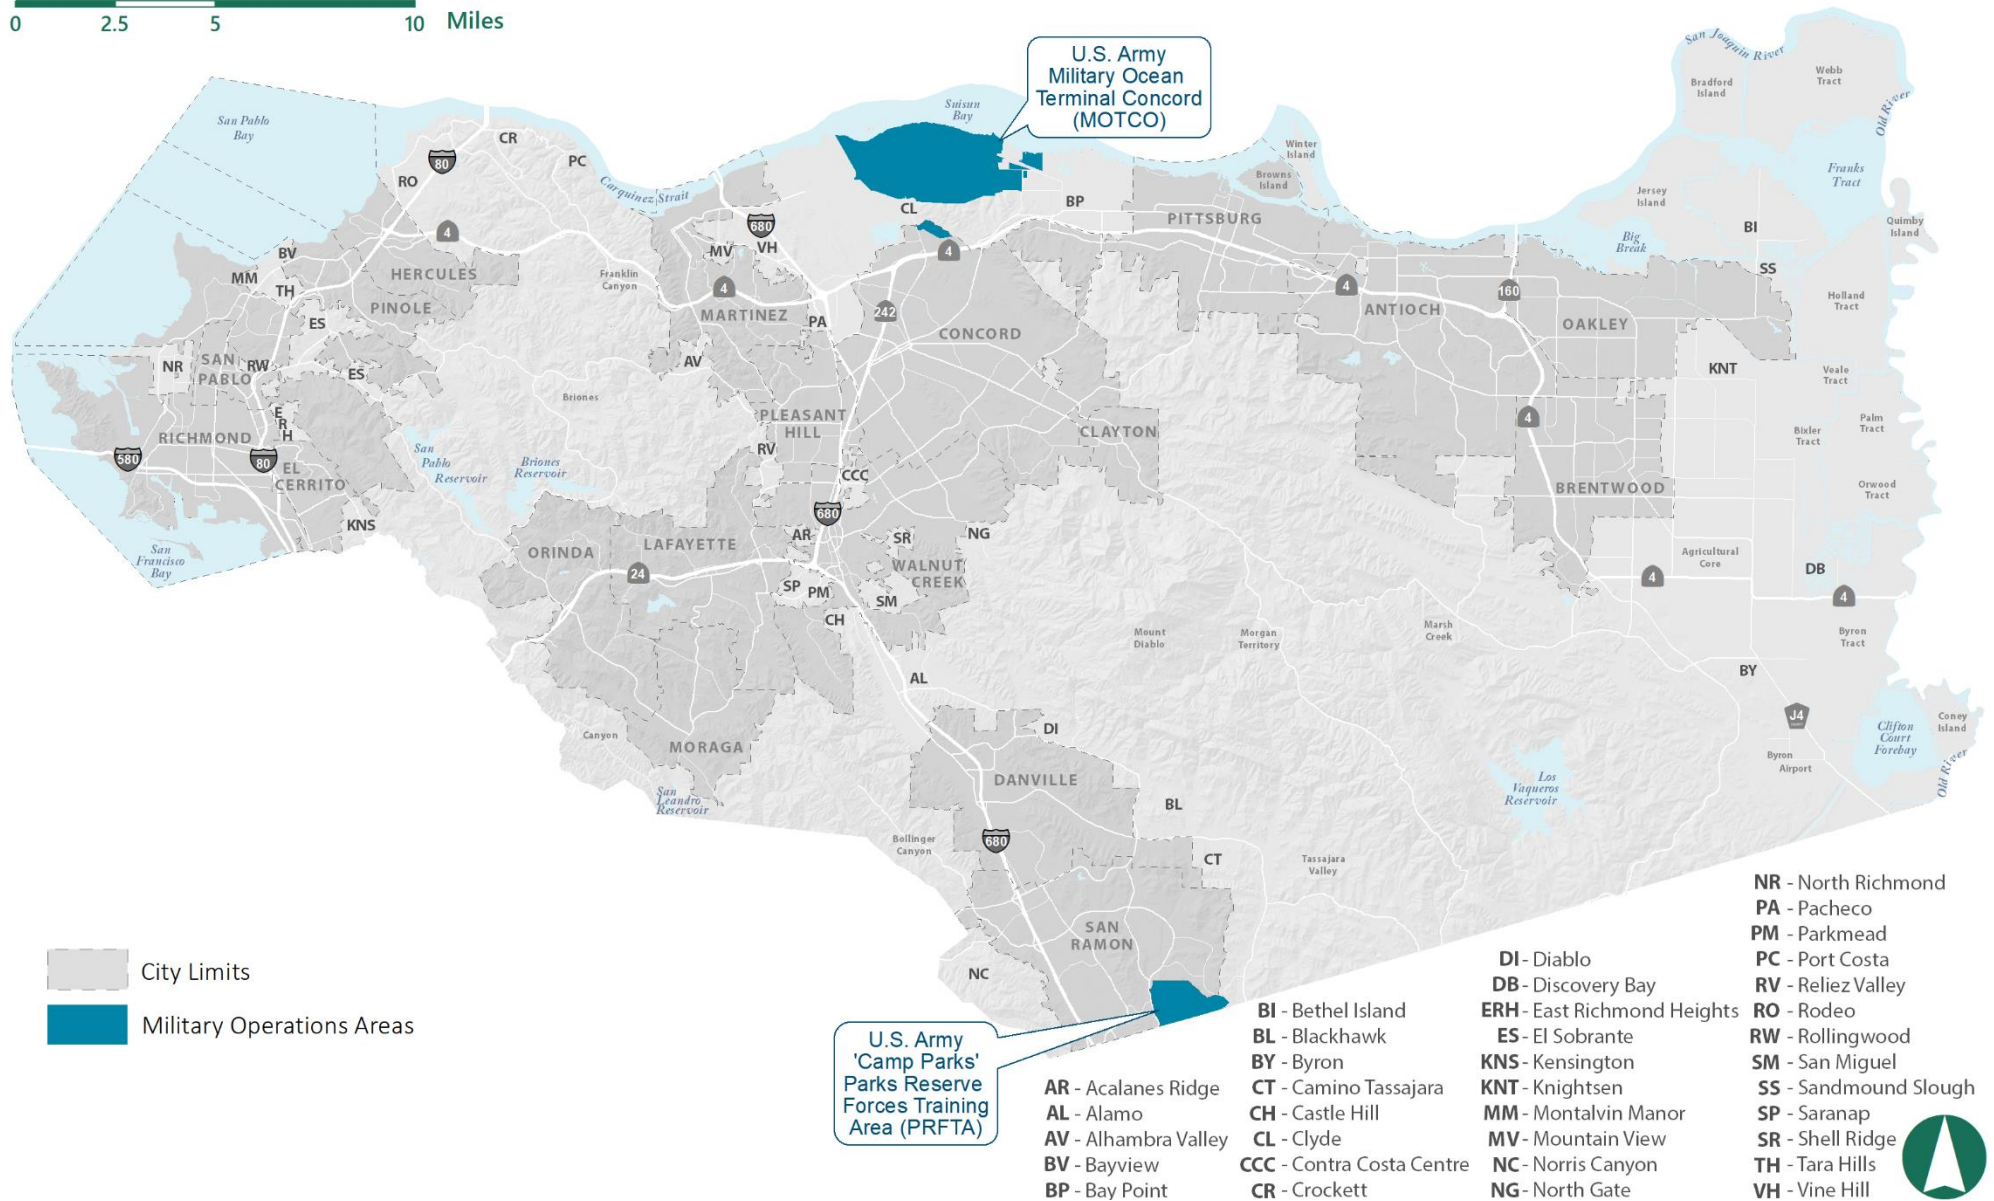 0 2.5 5 10 Miles
U.S. Army
Military Ocean
Terminal Concord
(MOTCO)
San Joaquin River
Bradford
Island
Webb
Tract
Old River
San Pablo
Bay
Suisun
Bay
CR
PC
80
RO
Carquinez Strait
Winter
Island
Browns
Island
Franks
Tract
Jersey
Island
Quimby
Island
BI
Big
Break
SS
CL
BP
PITTSBURG
680
VH
MV
4
4
4
BV
MM
TH
HERCULES
PINOLE
ES
Franklin
Canyon
MARTINEZ
PA
242
CONCORD
4
ANTIOCH
160
OAKLEY
Holland
Tract
NR
SAN
PABLO
RW
ES
AV
KNT
Veale
Tract
Briones
E
R
H
RICHMOND
PLEASANT
HILL
CLAYTON
4
Palm
Tract
Bixler
Tract
580
80
EL
CERRITO
San
Pablo
Reservoir
Briones
Reservoir
RV
CCC
BRENTWOOD
Orwood
Tract
KNS
680
San
Francisco
Bay
ORINDA
LAFAYETTE
AR
SR
NG
WALNUT
CREEK
24
SP
PM
SM
CH
Agricultural
Core
DB
4
4
Mount
Diablo
Morgan
Territory
Marsh
Creek
Byron
Tract
AL
BY
J4
Coney
Island
Clifton
Court
Forebay
Old River
Byron
Airport
Canyon
MORAGA
DI
DANVILLE
San
Leandro
Reservoir
BL
Los
Vaqueros
Reservoir
Bollinger
Canyon
680
CT
Tassajara
Valley
SAN
RAMON
NC
City Limits
Military Operations Areas
U.S. Army
'Camp Parks'
Parks Reserve
Forces Training
Area (PRFTA)
AR - Acalanes Ridge
AL - Alamo
AV - Alhambra Valley
BV - Bayview
BP - Bay Point
BI - Bethel Island
BL - Blackhawk
BY - Byron
CT - Camino Tassajara
CH - Castle Hill
CL - Clyde
CCC - Contra Costa Centre
CR - Crockett
DI - Diablo
DB - Discovery Bay
ERH - East Richmond Heights
ES - El Sobrante
KNS - Kensington
KNT - Knightsen
MM - Montalvin Manor
MV - Mountain View
NC - Norris Canyon
NG - North Gate
NR - North Richmond
PA - Pacheco
PM - Parkmead
PC - Port Costa
RV - Reliez Valley
RO - Rodeo
RW - Rollingwood
SM - San Miguel
SS - Sandmound Slough
SP - Saranap
SR - Shell Ridge
TH - Tara Hills
VH - Vine Hill